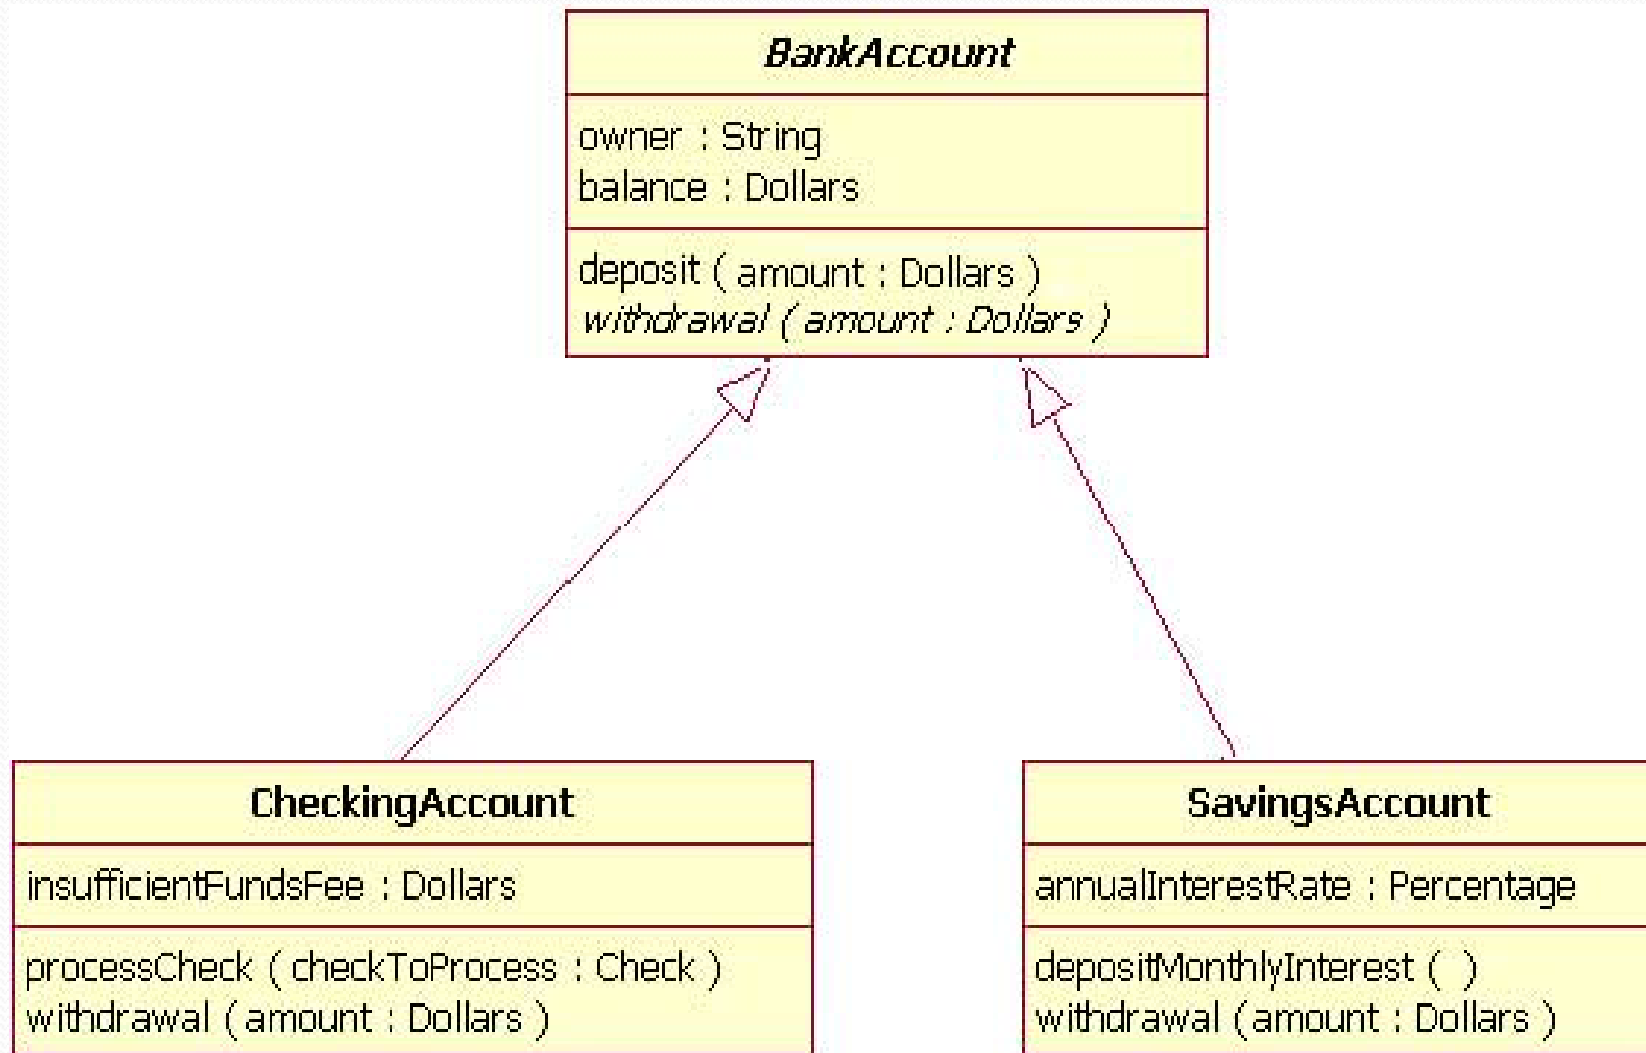 BankAccount
owner : String
balance : Dollars
deposit ( amount : Dollars )
withdrawal ( amount : Dollars )
CheckingAccount
insufficientFundsFee : Dollars
processCheck ( checkToProcess : Check )
withdrawal ( amount : Dollars )
SavingsAccount
annualInterestRate : Percentage
depositMonthlyInterest ( )
withdrawal ( amount : Dollars )